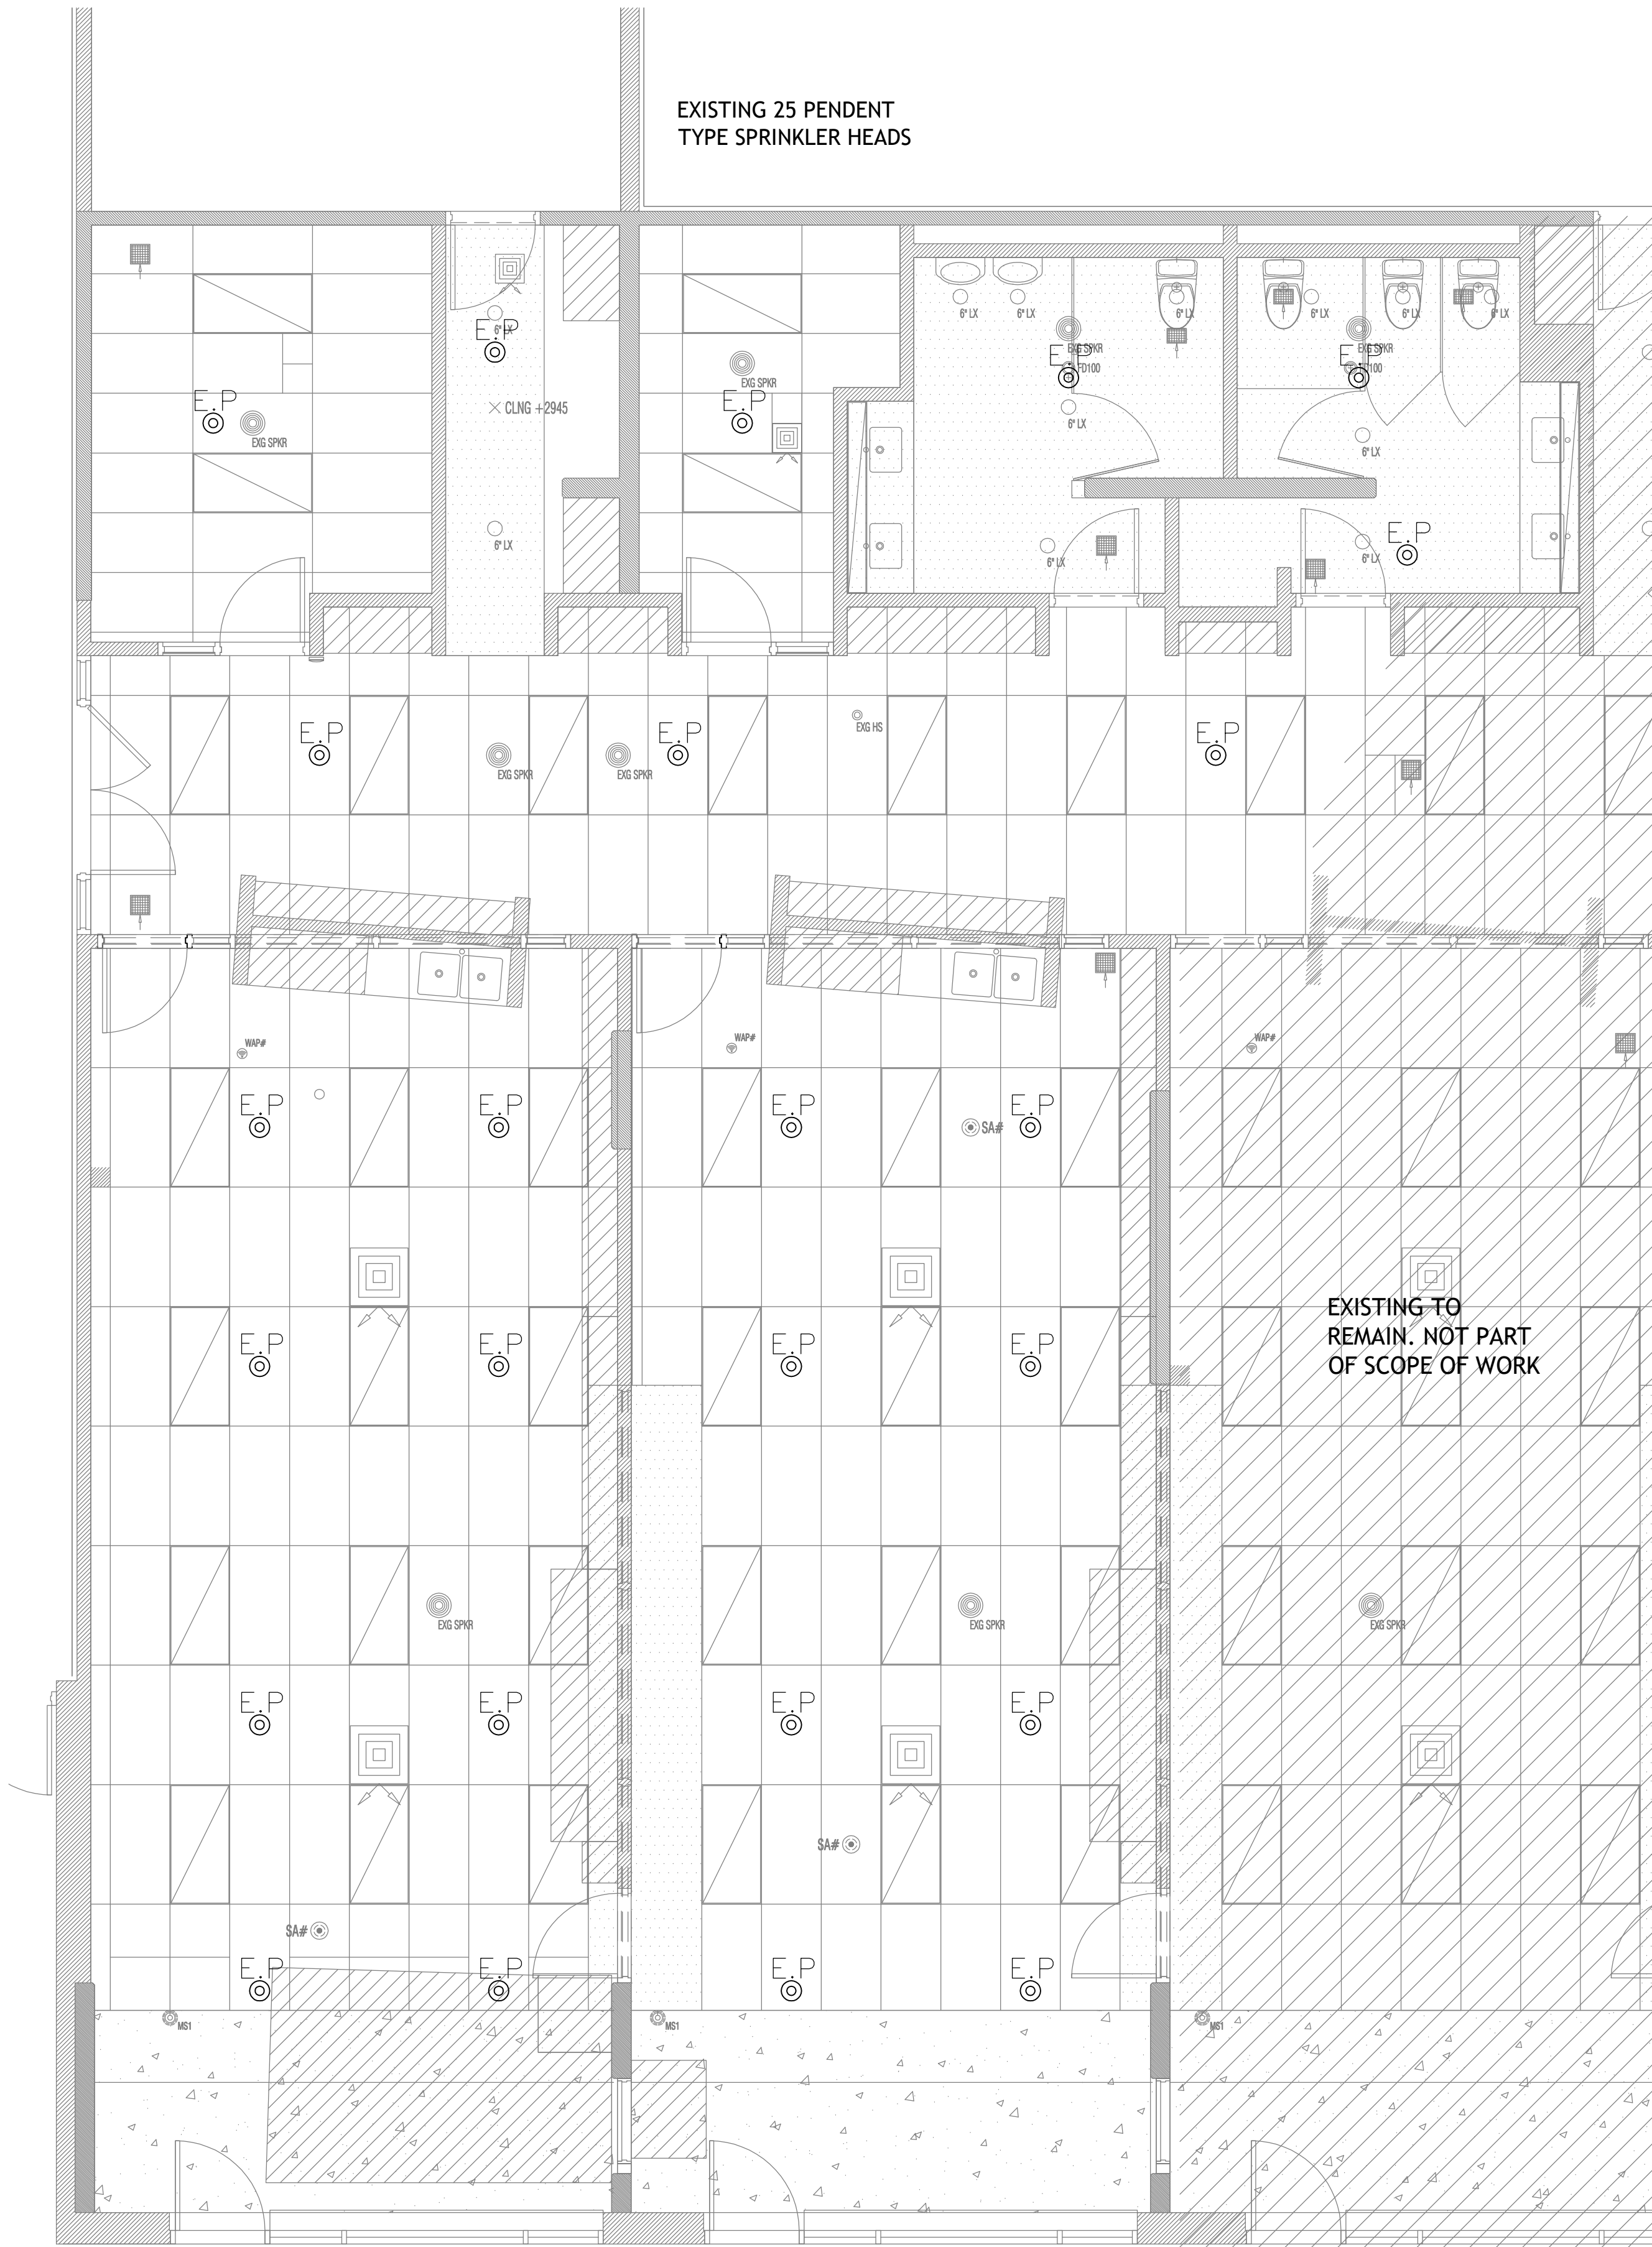 EXISTING 25 PENDENT
TYPE SPRINKLER HEADS
6" LX
E.P
6" LX
6" LX
6" LX
6" LX
6" LX
6" LX
EXG SPKR
E.P
FD100
EXG SPKR
E.P
FD100
EXG SPKR
E.P
E.P
EXG SPKR
CLNG +2945
6" LX
6" LX
6" LX
6" LX
6" LX
E.P
E.P
E.P
EXG HS
E.P
EXG SPKR
EXG SPKR
WAP#
WAP#
WAP#
E.P
E.P
E.P
E.P
SA#
EXISTING TO
REMAIN. NOT PART
OF SCOPE OF WORK
E.P
E.P
E.P
E.P
EXG SPKR
EXG SPKR
EXG SPKR
E.P
E.P
E.P
E.P
SA#
SA#
E.P
E.P
E.P
E.P
MS1
MS1
MS1